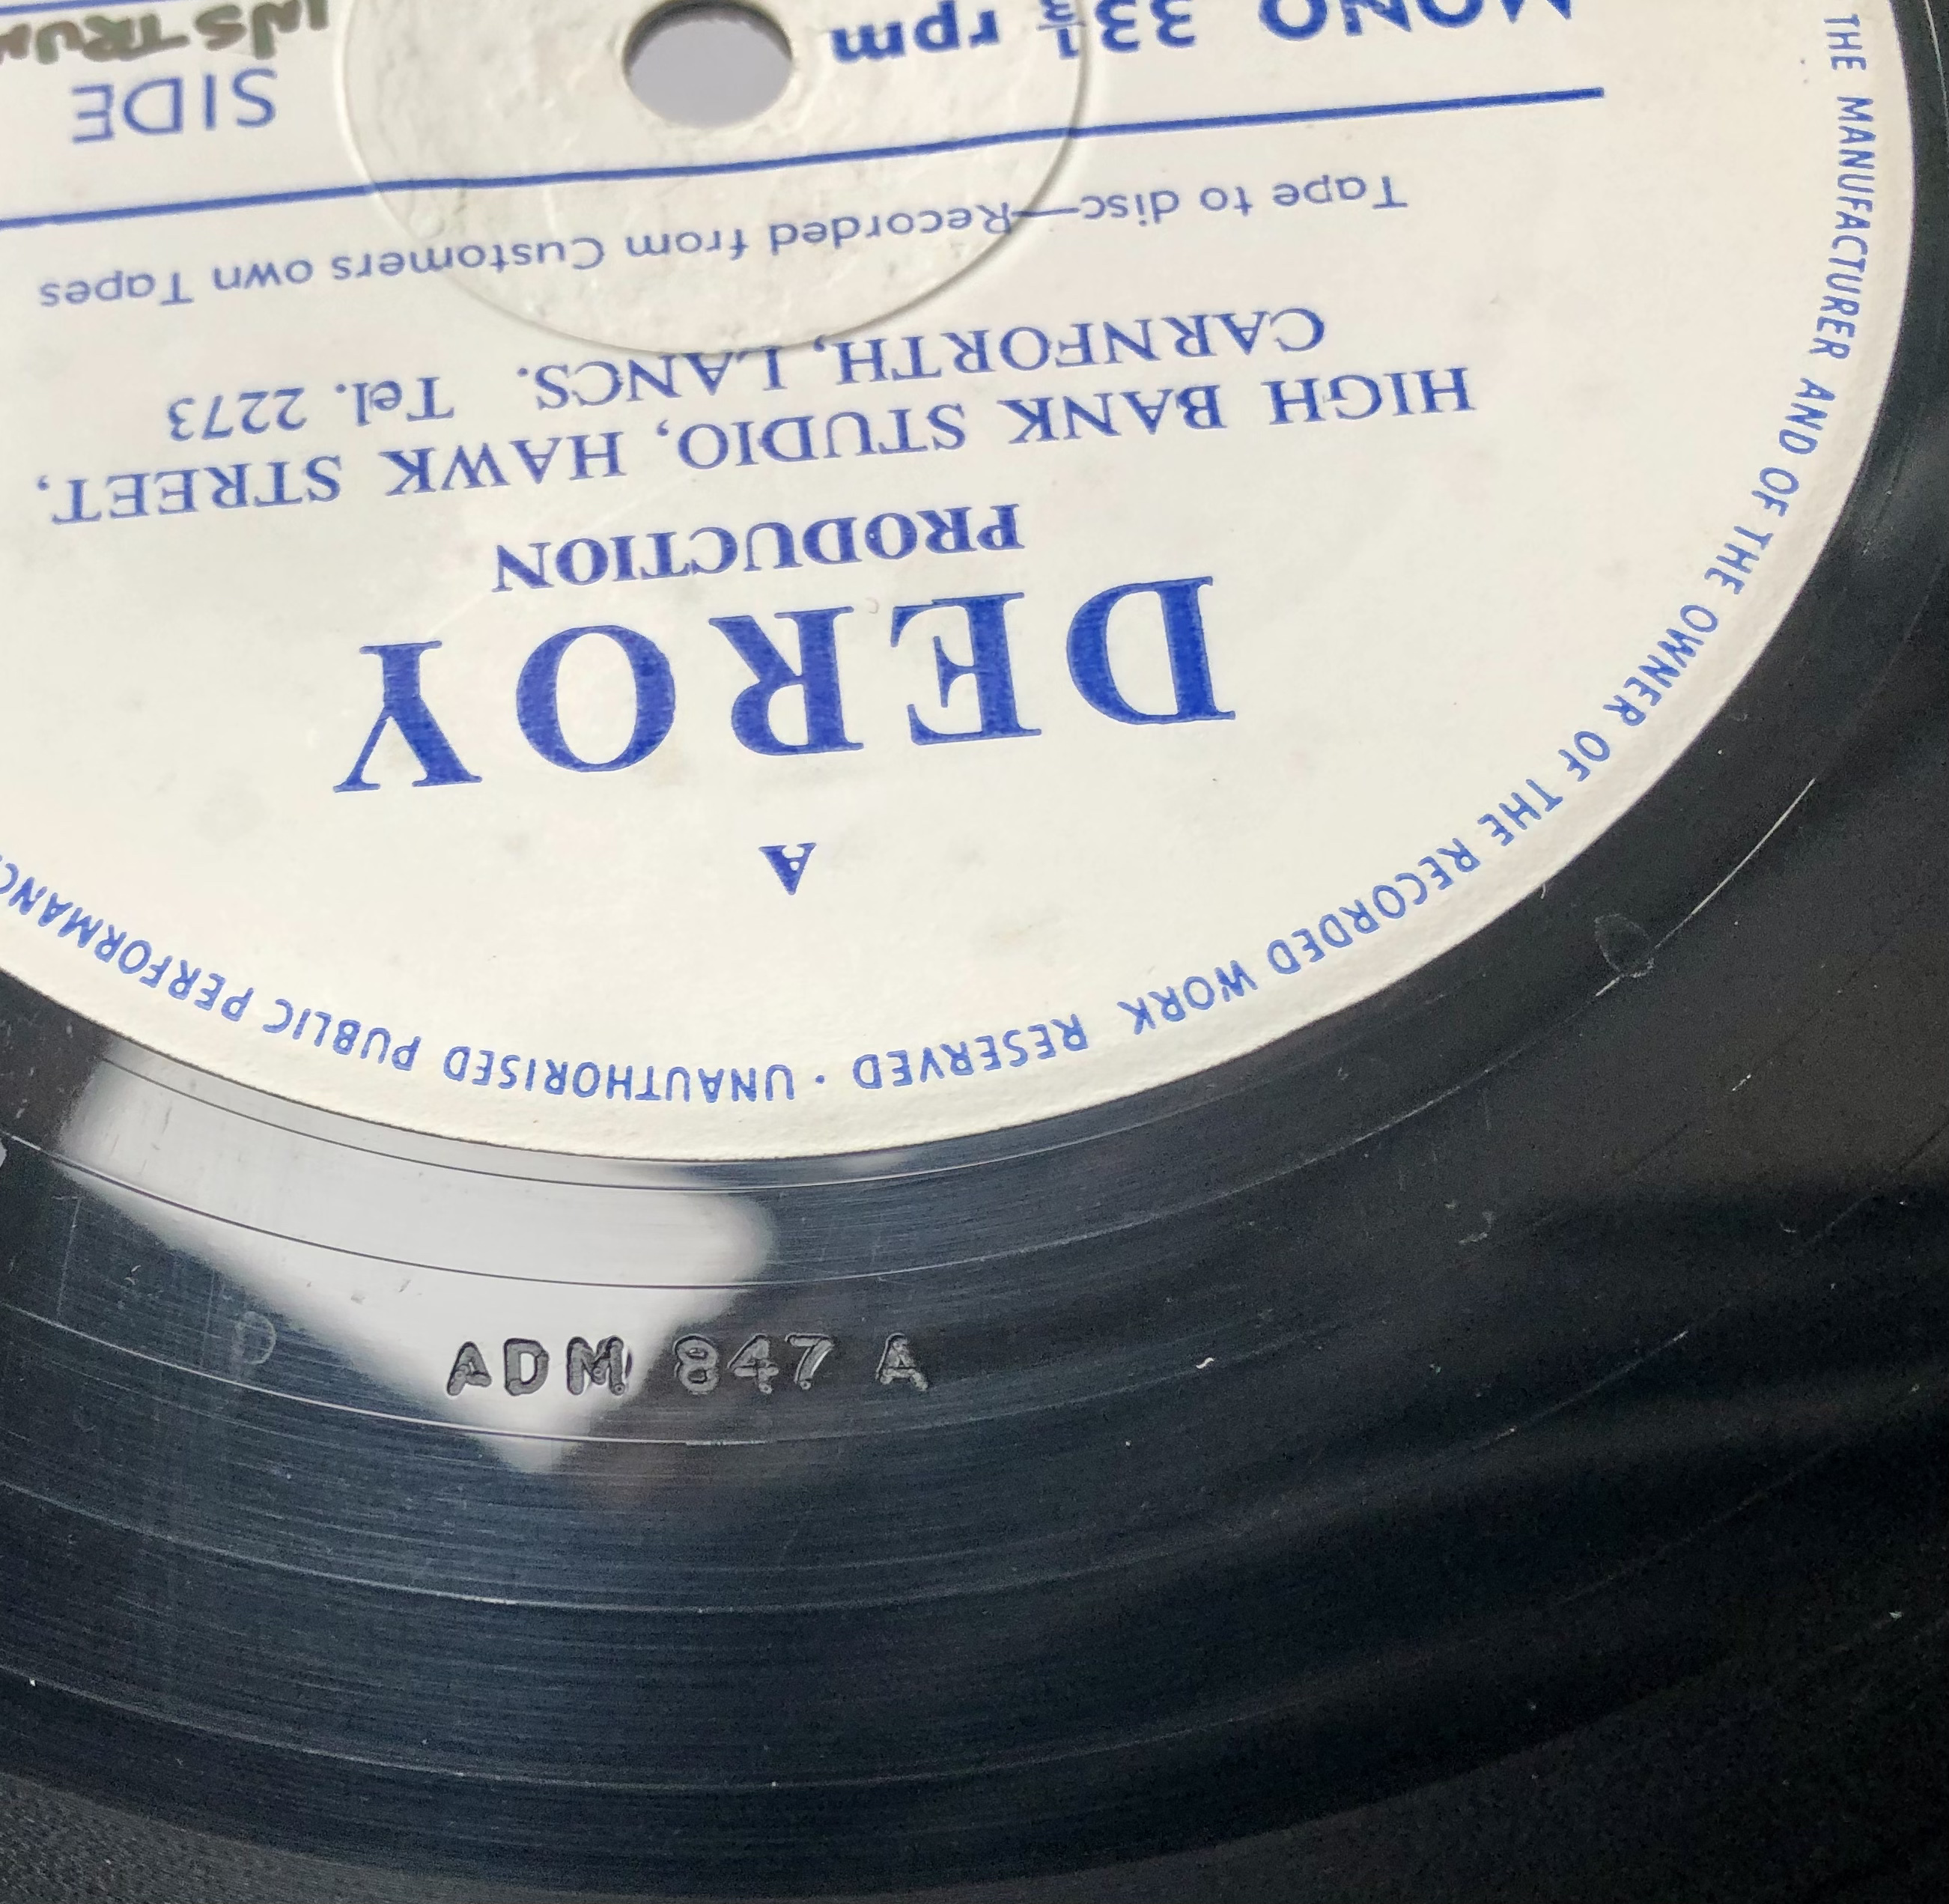 THE MANUFACTURER AND OF THE OWNER OF THE RECORDED WORK RESERVED · UNAUTHORISED PUBLIC
A
DEROY
PRODUCTION
HIGH BANK STUDIO, HAWK STREET,
CARNFORTH, LANCS. Tel. 2273
Tape to disc—Recorded from Customers own Tapes
MONO 33⅓ rpm
SIDE
ADM 847 A